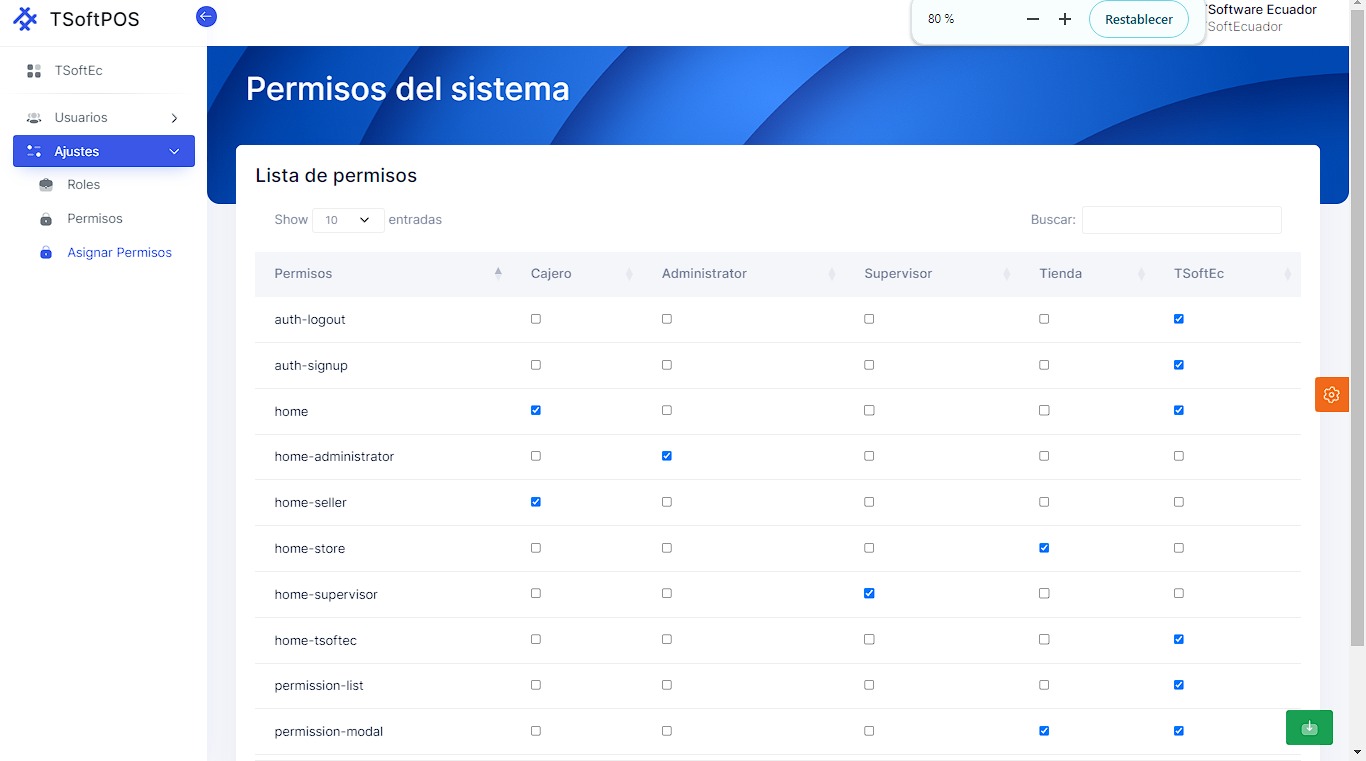 TSoftPOS
80 %
Restablecer
TSoftware Ecuador
TSoftEcuador
TSoftEc
Usuarios
Ajustes
Roles
Permisos
Asignar Permisos
Permisos del sistema
Lista de permisos
Show 10 entradas
Buscar:
Permisos Cajero Administrator Supervisor Tienda TSoftEc
auth-logout
auth-signup
home
home-administrator
home-seller
home-store
home-supervisor
home-tsoftec
permission-list
permission-modal